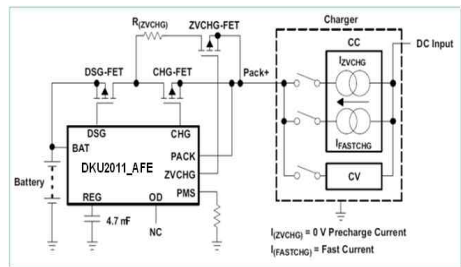 Charger
R(ZVCHG)
ZVCHG-FET
CC
DC Input
IZVCHG
DSG-FET
CHG-FET
Pack+
DSG
CHG
IFASTCHG
BAT
PACK
DKU2011_AFE
ZVCHG
CV
Battery
PMS
REG
OD
4.7 nF
NC
I(ZVCHG) = 0 V Precharge Current
I(FASTCHG) = Fast Current